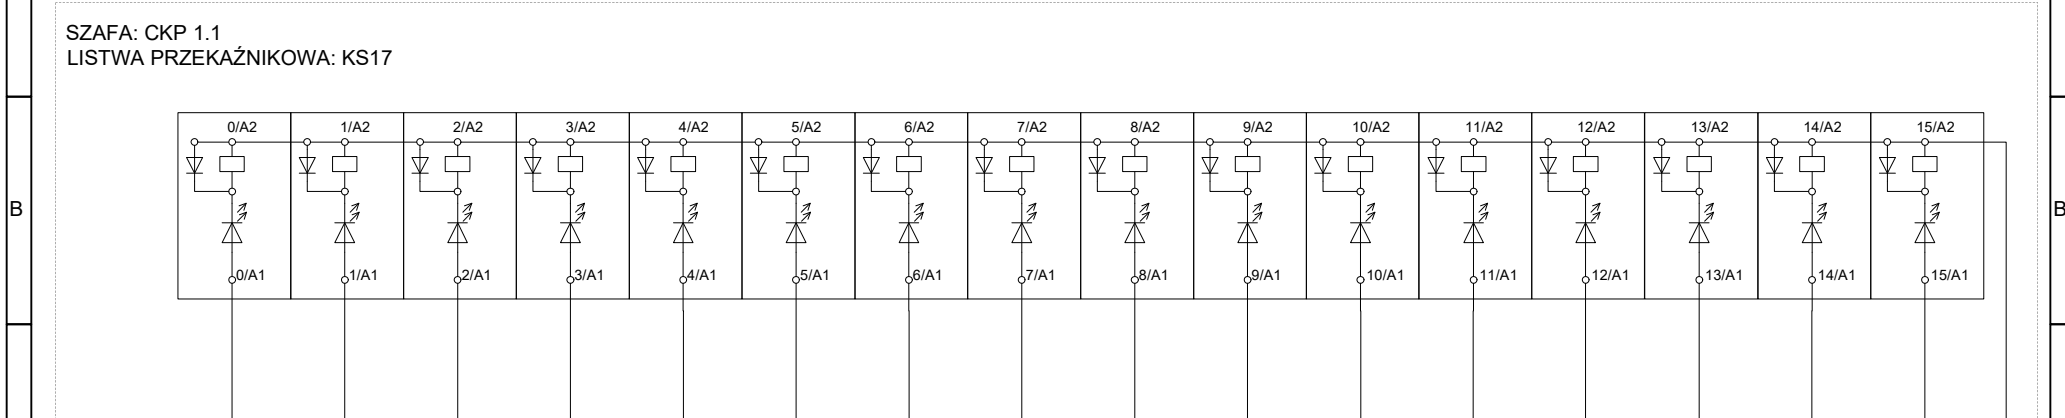 SZAFA: CKP 1.1
LISTWA PRZEKAŹNIKOWA: KS17
0/A2 1/A2 2/A2 3/A2 4/A2 5/A2 6/A2 7/A2 8/A2 9/A2 10/A2 11/A2 12/A2 13/A2 14/A2 15/A2
B B
0/A1 1/A1 2/A1 3/A1 4/A1 5/A1 6/A1 7/A1 8/A1 9/A1 10/A1 11/A1 12/A1 13/A1 14/A1 15/A1